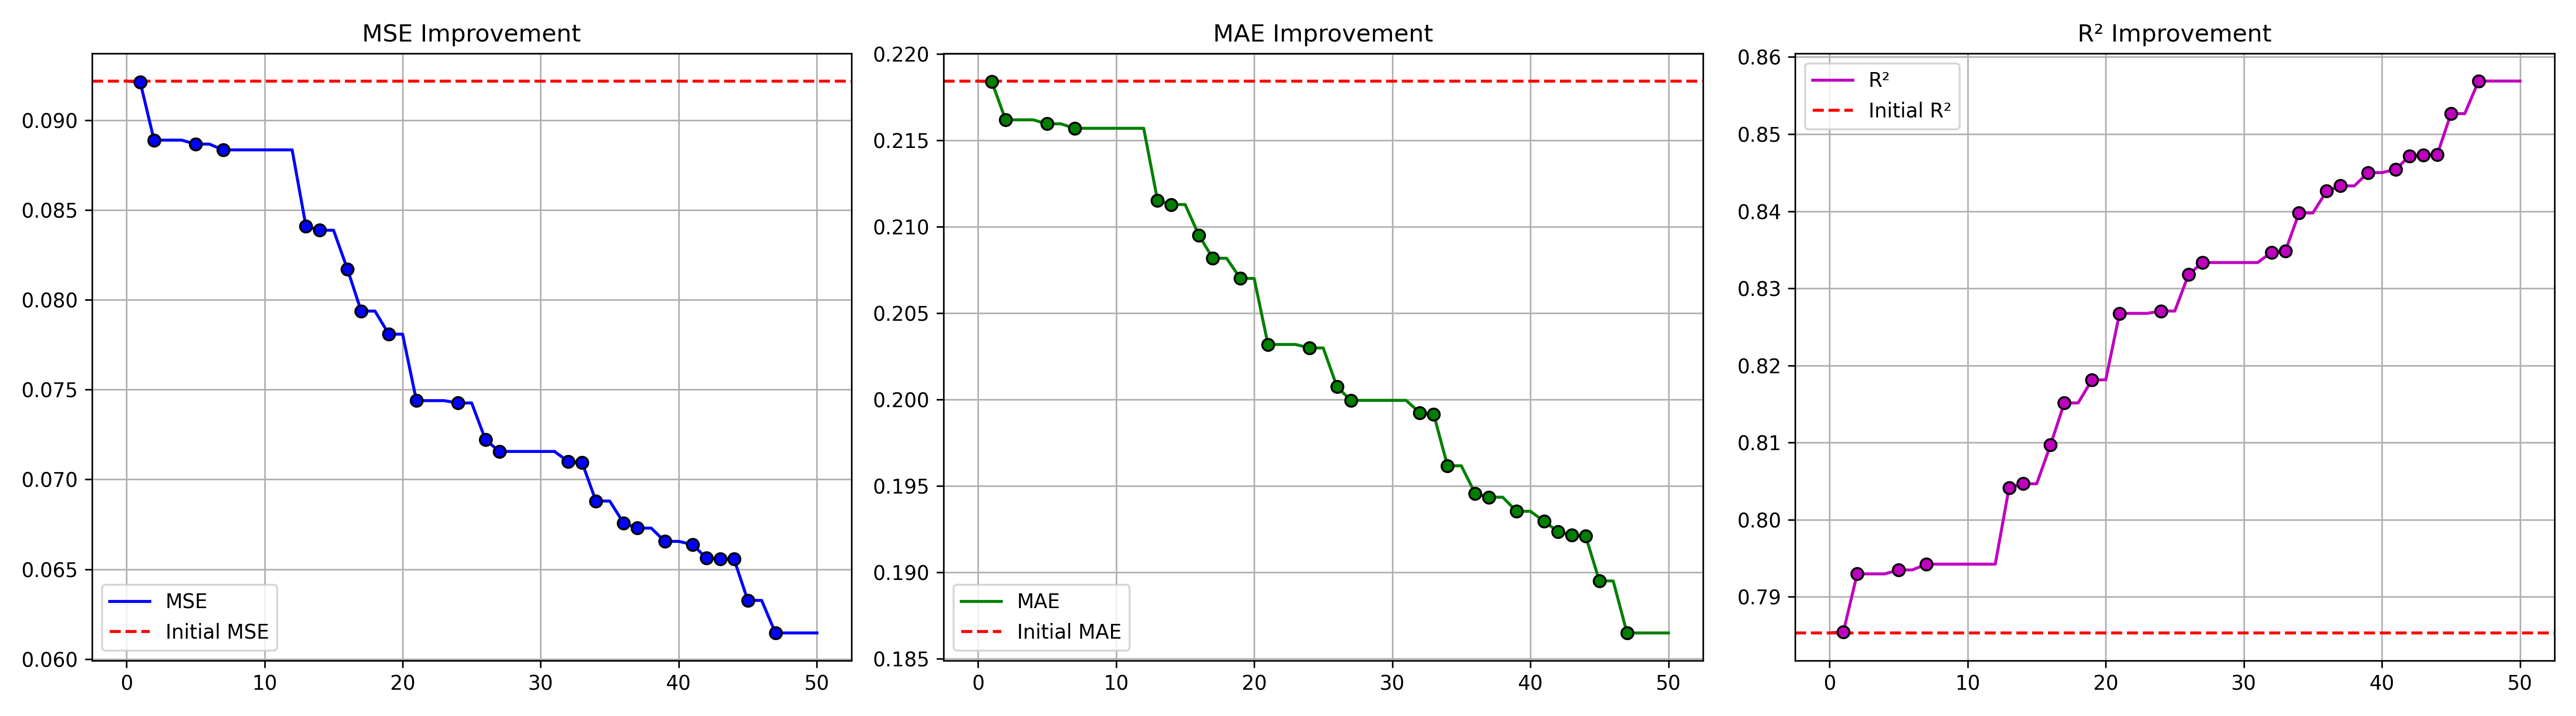 MSE Improvement
0.090
0.085
0.080
0.075
0.070
0.065
0.060
MSE
Initial MSE
0 10 20 30 40 50
MAE Improvement
0.220
0.215
0.210
0.205
0.200
0.195
0.190
0.185
MAE
Initial MAE
0 10 20 30 40 50
R² Improvement
0.86
0.85
0.84
0.83
0.82
0.81
0.80
0.79
R²
Initial R²
0 10 20 30 40 50